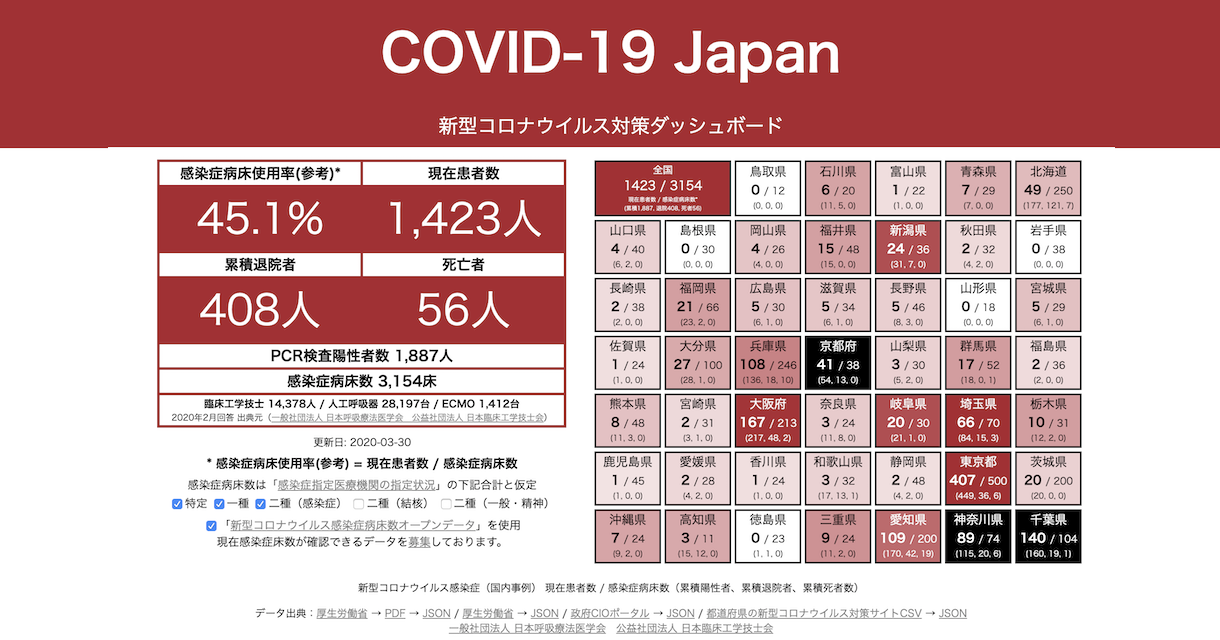 COVID-19 Japan
新型コロナウイルス対策ダッシュボード
感染症病床使用率(参考)* 現在患者数
45.1% 1,423人
累積退院者 死亡者
408人 56人
PCR検査陽性者数 1,887人
感染症病床数 3,154床
臨床工学技士 14,378人 / 人工呼吸器 28,197台 / ECMO 1,412台
2020年2月回答 出典元（一般社団法人 日本呼吸療法医学会　公益社団法人 日本臨床工学技士会）
更新日: 2020-03-30
* 感染症病床使用率(参考) = 現在患者数 / 感染症病床数
感染症病床数は「感染症指定医療機関の指定状況」の下記合計と仮定
特定 一種 二種（感染症） 二種（結核） 二種（一般・精神）
「新型コロナウイルス感染症病床数オープンデータ」を使用
現在感染症床数が確認できるデータを募集しております。
全国 鳥取県 石川県 富山県 青森県 北海道
1423 / 3154 0 / 12 6 / 20 1 / 22 7 / 29 49 / 250
現在患者数 / 感染症病床数*
(累積1,887, 退院408, 死者56) (0, 0, 0) (11, 5, 0) (1, 0, 0) (7, 0, 0) (177, 121, 7)
山口県 島根県 岡山県 福井県 新潟県 秋田県 岩手県
4 / 40 0 / 30 4 / 26 15 / 48 24 / 36 2 / 32 0 / 38
(6, 2, 0) (0, 0, 0) (4, 0, 0) (15, 0, 0) (31, 7, 0) (4, 2, 0) (0, 0, 0)
長崎県 福岡県 広島県 滋賀県 長野県 山形県 宮城県
2 / 38 21 / 66 5 / 30 5 / 34 5 / 46 0 / 18 5 / 29
(2, 0, 0) (23, 2, 0) (6, 1, 0) (6, 1, 0) (8, 3, 0) (0, 0, 0) (6, 1, 0)
佐賀県 大分県 兵庫県 京都府 山梨県 群馬県 福島県
1 / 24 27 / 100 108 / 246 41 / 38 3 / 30 17 / 52 2 / 36
(1, 0, 0) (28, 1, 0) (136, 18, 10) (54, 13, 0) (5, 2, 0) (18, 0, 1) (2, 0, 0)
熊本県 宮崎県 大阪府 奈良県 岐阜県 埼玉県 栃木県
8 / 48 2 / 31 167 / 213 3 / 24 20 / 30 66 / 70 10 / 31
(11, 3, 0) (3, 1, 0) (217, 48, 2) (11, 8, 0) (21, 1, 0) (84, 15, 3) (12, 2, 0)
鹿児島県 愛媛県 香川県 和歌山県 静岡県 東京都 茨城県
1 / 45 2 / 28 1 / 24 3 / 32 2 / 48 407 / 500 20 / 200
(1, 0, 0) (4, 2, 0) (1, 0, 0) (17, 13, 1) (4, 2, 0) (449, 36, 6) (20, 0, 0)
沖縄県 高知県 徳島県 三重県 愛知県 神奈川県 千葉県
7 / 24 3 / 11 0 / 23 9 / 24 109 / 200 89 / 74 140 / 104
(9, 2, 0) (15, 12, 0) (1, 1, 0) (11, 2, 0) (170, 42, 19) (115, 20, 6) (160, 19, 1)
新型コロナウイルス感染症（国内事例） 現在患者数 / 感染症病床数（累積陽性者、累積退院者、累積死者数）
データ出典：厚生労働省 → PDF → JSON / 厚生労働省 → JSON / 政府CIOポータル → JSON / 都道府県の新型コロナウイルス対策サイトCSV → JSON
一般社団法人 日本呼吸療法医学会　公益社団法人 日本臨床工学技士会